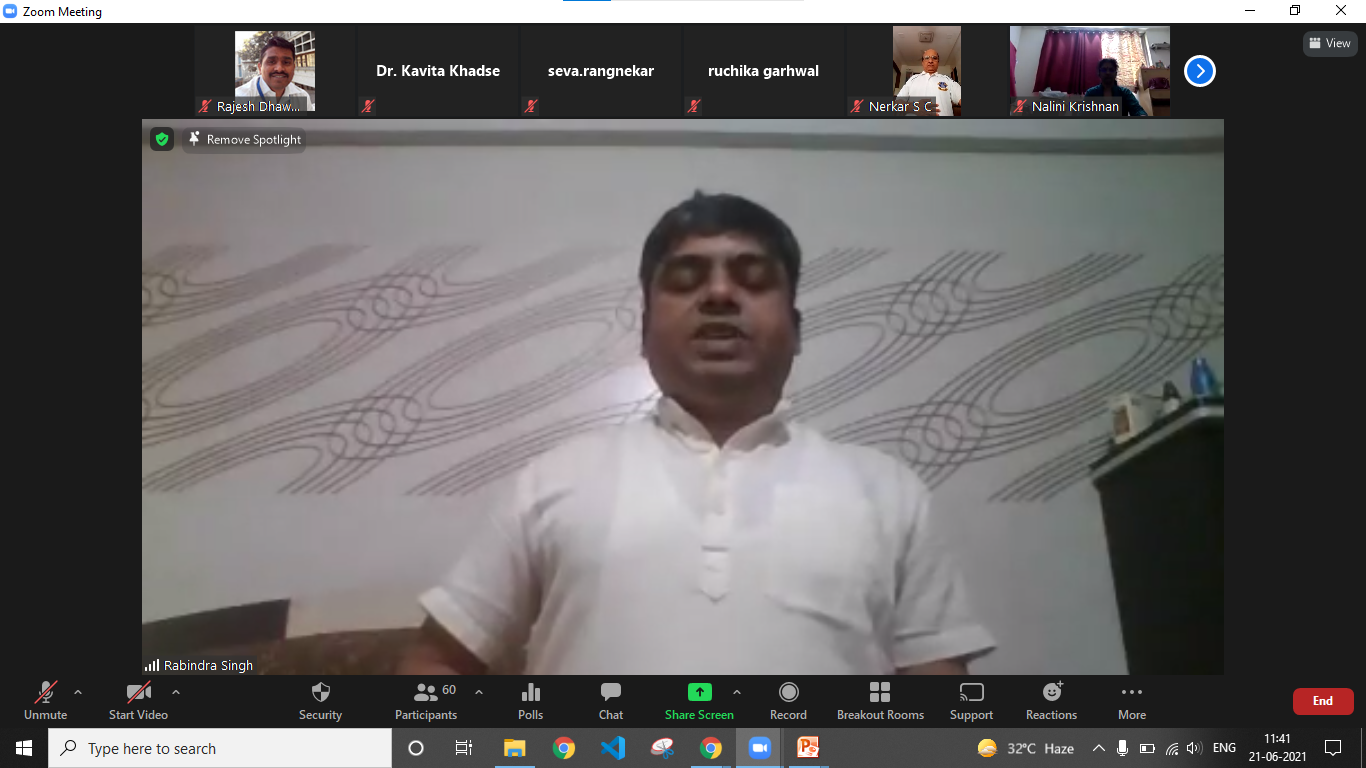 Zoom Meeting
View
Dr. Kavita Khadse
seva.rangnekar
ruchika garhwal
Rajesh Dhaw...
Nerkar S C
Nalini Krishnan
Remove Spotlight
Rabindra Singh
60
Unmute
Start Video
Security
Participants
Polls
Chat
Share Screen
Record
Breakout Rooms
Support
Reactions
More
End
Type here to search
32°C Haze
ENG
11:41
21-06-2021